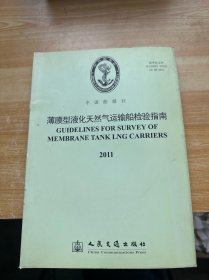 中国船级社
薄膜型液化天然气运输船检验指南
GUIDELINES FOR SURVEY OF
MEMBRANE TANK LNG CARRIERS
2011
人民交通出版社
China Communications Press